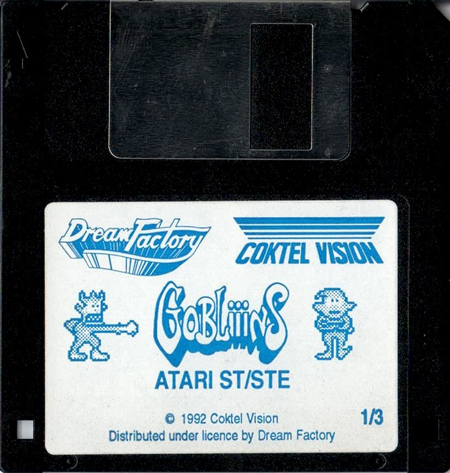 Dream Factory
COKTEL VISION
GOBLiiiNS
ATARI ST/STE
© 1992 Coktel Vision
Distributed under licence by Dream Factory
1/3